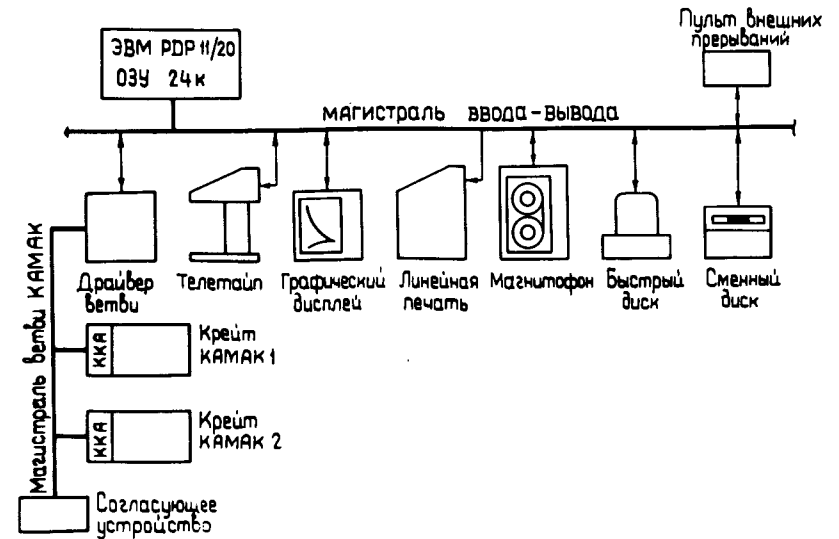 ЭВМ PDP 11/20
ОЗУ 24к
Пульт внешних
прерываний
Магистраль ввода-вывода
Магистраль ветви КАМАК
Драйвер
ветви
Телетайп
Графический
дисплей
Линейная
печать
Магнитофон
Быстрый
диск
Сменный
диск
ККА
Крейт
КАМАК 1
ККА
Крейт
КАМАК 2
Согласующее
устройство